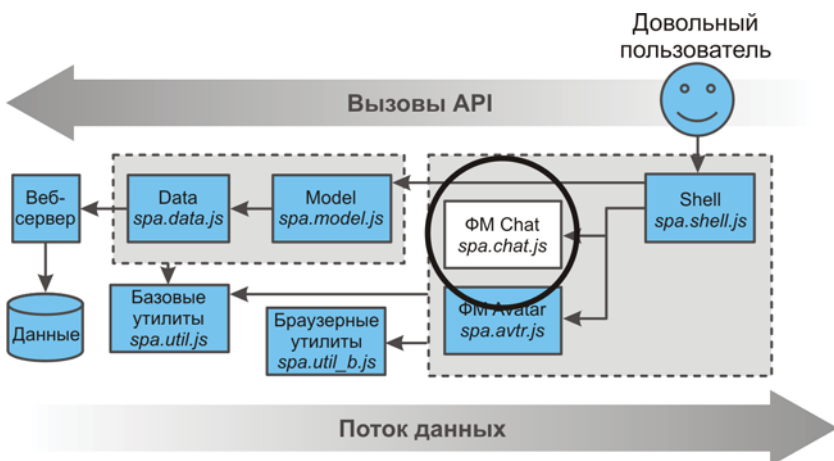 Довольный
пользователь
Вызовы API
Веб-
сервер
Data
spa.data.js
Model
spa.model.js
ФМ Chat
spa.chat.js
Shell
spa.shell.js
Данные
Базовые
утилиты
spa.util.js
Браузерные
утилиты
spa.util_b.js
ФМ Avatar
spa.avtr.js
Поток данных